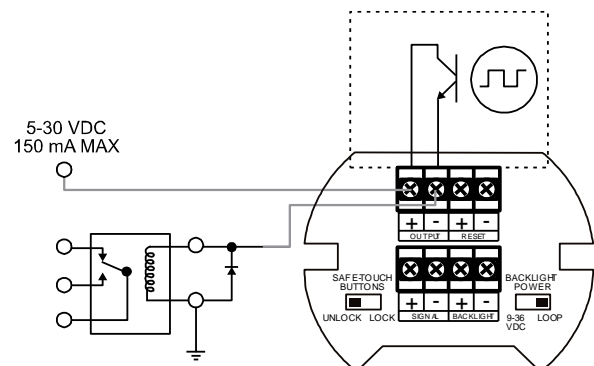 5-30 VDC
150 mA MAX
+ - + -
OUTPUT RESET
SAFE-TOUCH
BUTTONS
UNLOCK LOCK
+ - + -
SIGNAL BACKLIGHT
BACKLIGHT
POWER
9-36
VDC
LOOP